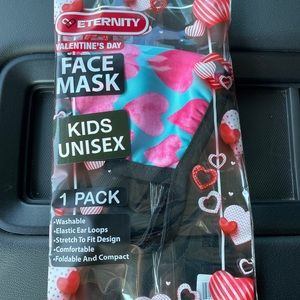 ETERNITY
VALENTINE'S DAY
FACE
MASK
KIDS
UNISEX
1 PACK
•Washable
•Elastic Ear Loops
•Stretch To Fit Design
•Comfortable
•Foldable And Compact